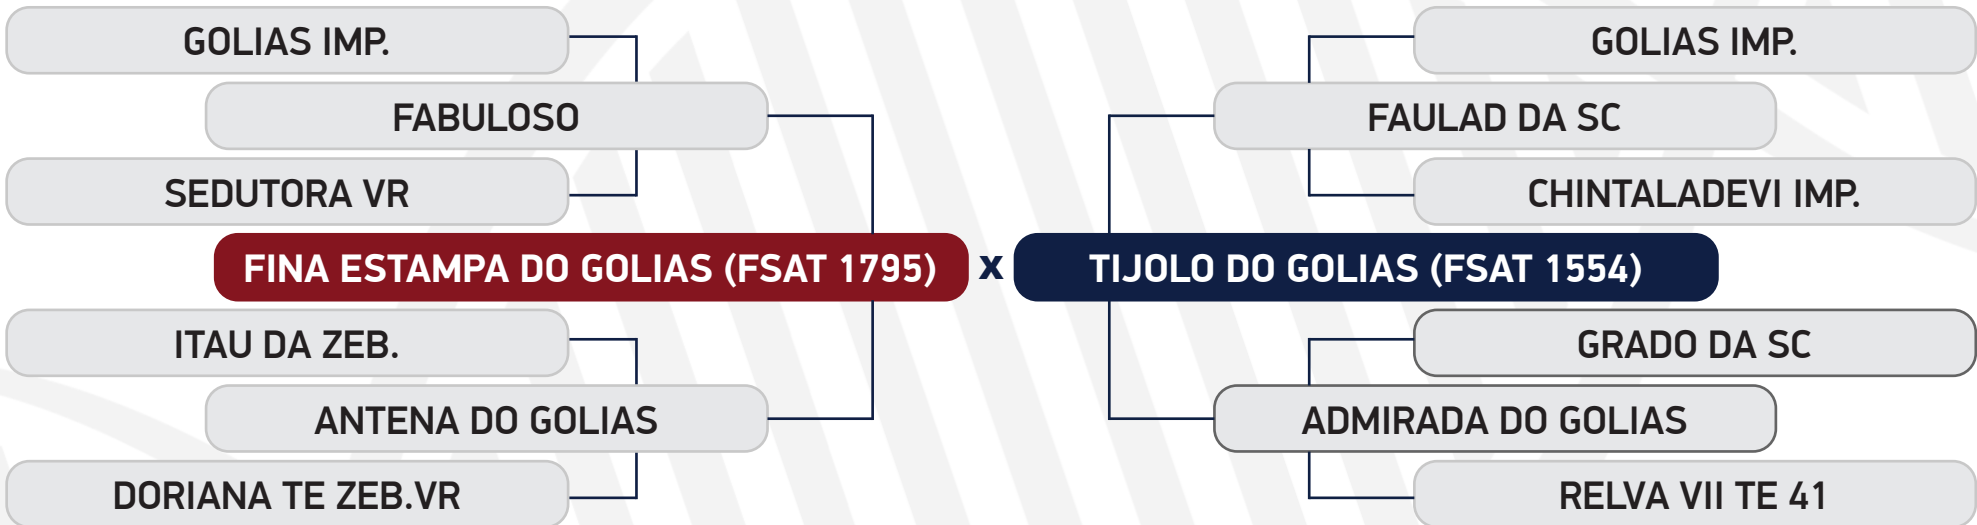 GOLIAS IMP.
GOLIAS IMP.
FABULOSO
FAULAD DA SC
SEDUTORA VR
CHINTALADEVI IMP.
FINA ESTAMPA DO GOLIAS (FSAT 1795) x TIJOLO DO GOLIAS (FSAT 1554)
ITAU DA ZEB.
GRADO DA SC
ANTENA DO GOLIAS
ADMIRADA DO GOLIAS
DORIANA TE ZEB.VR
RELVA VII TE 41